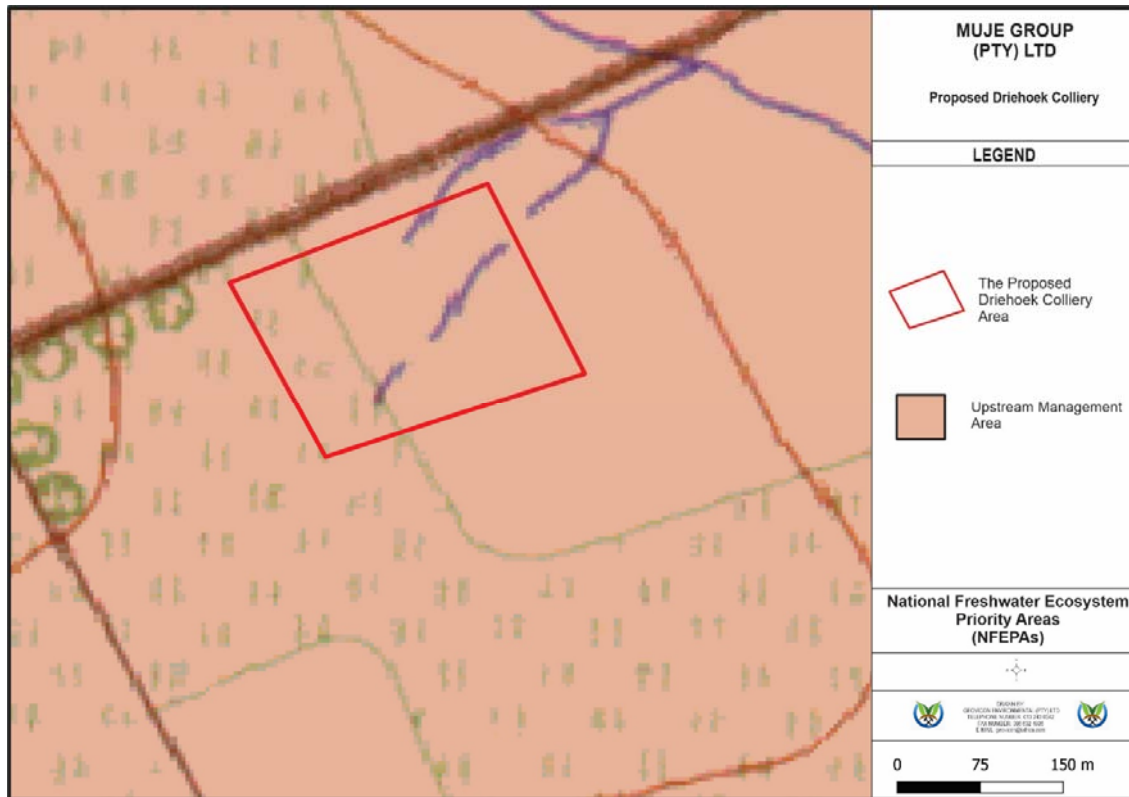 MUJE GROUP
(PTY) LTD
Proposed Driehoek Colliery
LEGEND
The Proposed
Driehoek Colliery
Area
Upstream Management
Area
National Freshwater Ecosystem
Priority Areas
(NFEPAs)
0 75 150 m